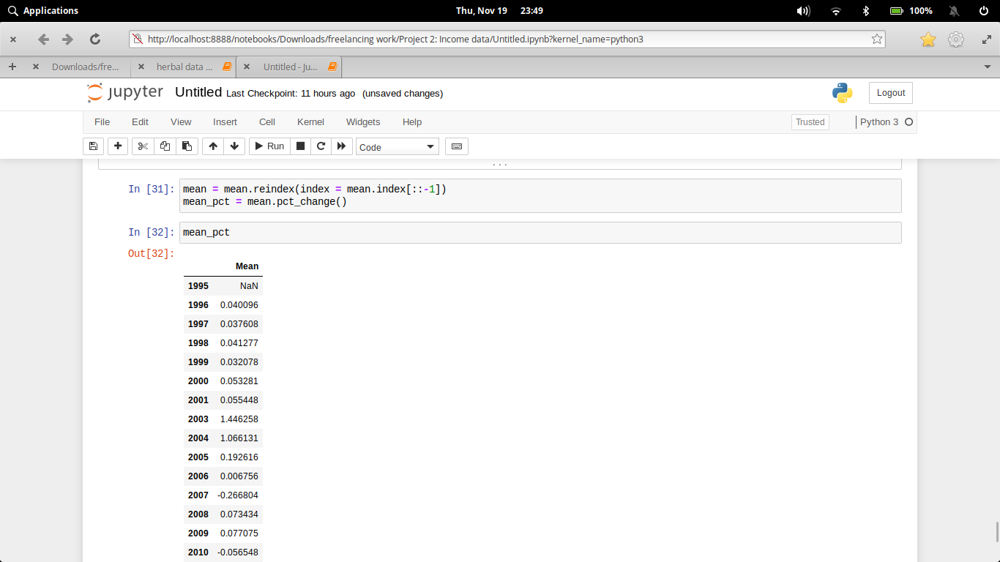 Applications Thu, Nov 19 23:49 100%
http://localhost:8888/notebooks/Downloads/freelancing work/Project 2: Income data/Untitled.ipynb?kernel_name=python3
Downloads/fre... herbal data ... Untitled - Ju...
jupyter Untitled Last Checkpoint: 11 hours ago (unsaved changes) Logout
File Edit View Insert Cell Kernel Widgets Help Trusted Python 3
Run Code
...
In [31]: mean = mean.reindex(index = mean.index[::-1])
mean_pct = mean.pct_change()
In [32]: mean_pct
Out[32]:
Mean
1995 NaN
1996 0.040096
1997 0.037608
1998 0.041277
1999 0.032078
2000 0.053281
2001 0.055448
2003 1.446258
2004 1.066131
2005 0.192616
2006 0.006756
2007 -0.266804
2008 0.073434
2009 0.077075
2010 -0.056548